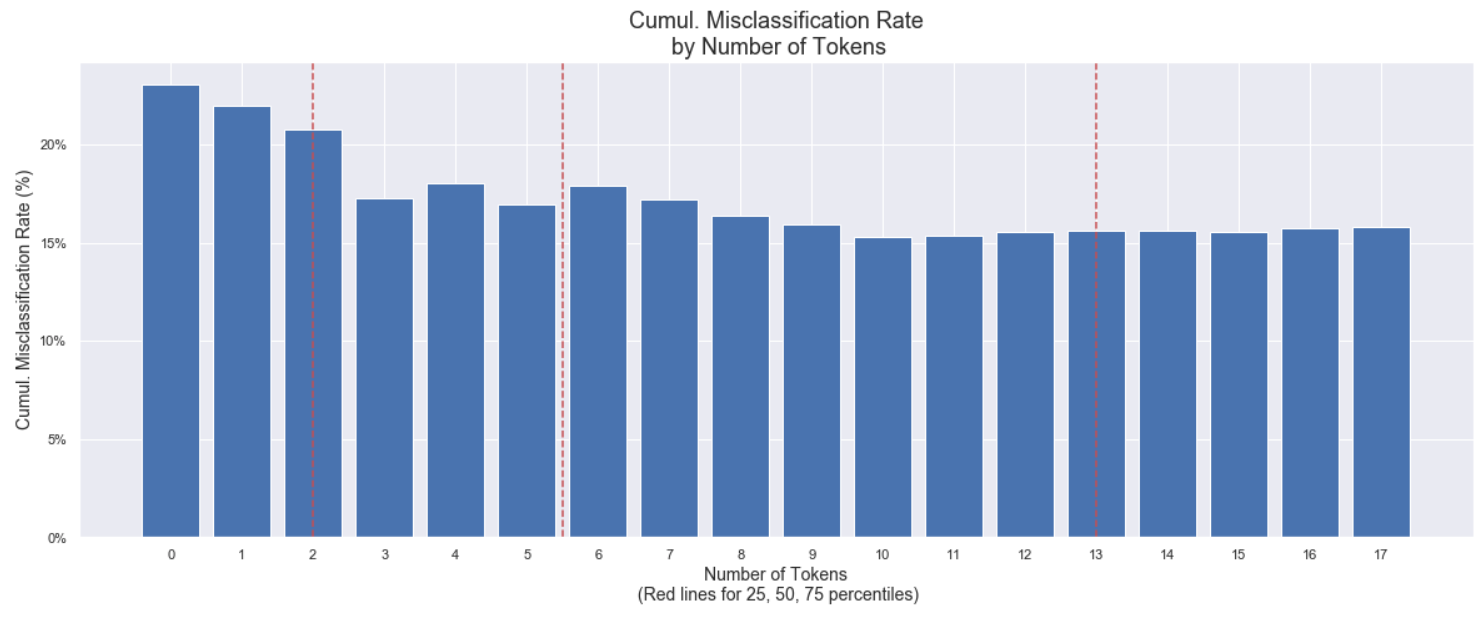 Cumul. Misclassification Rate
by Number of Tokens
Cumul. Misclassification Rate (%)
20%
15%
10%
5%
0%
0 1 2 3 4 5 6 7 8 9 10 11 12 13 14 15 16 17
Number of Tokens
(Red lines for 25, 50, 75 percentiles)